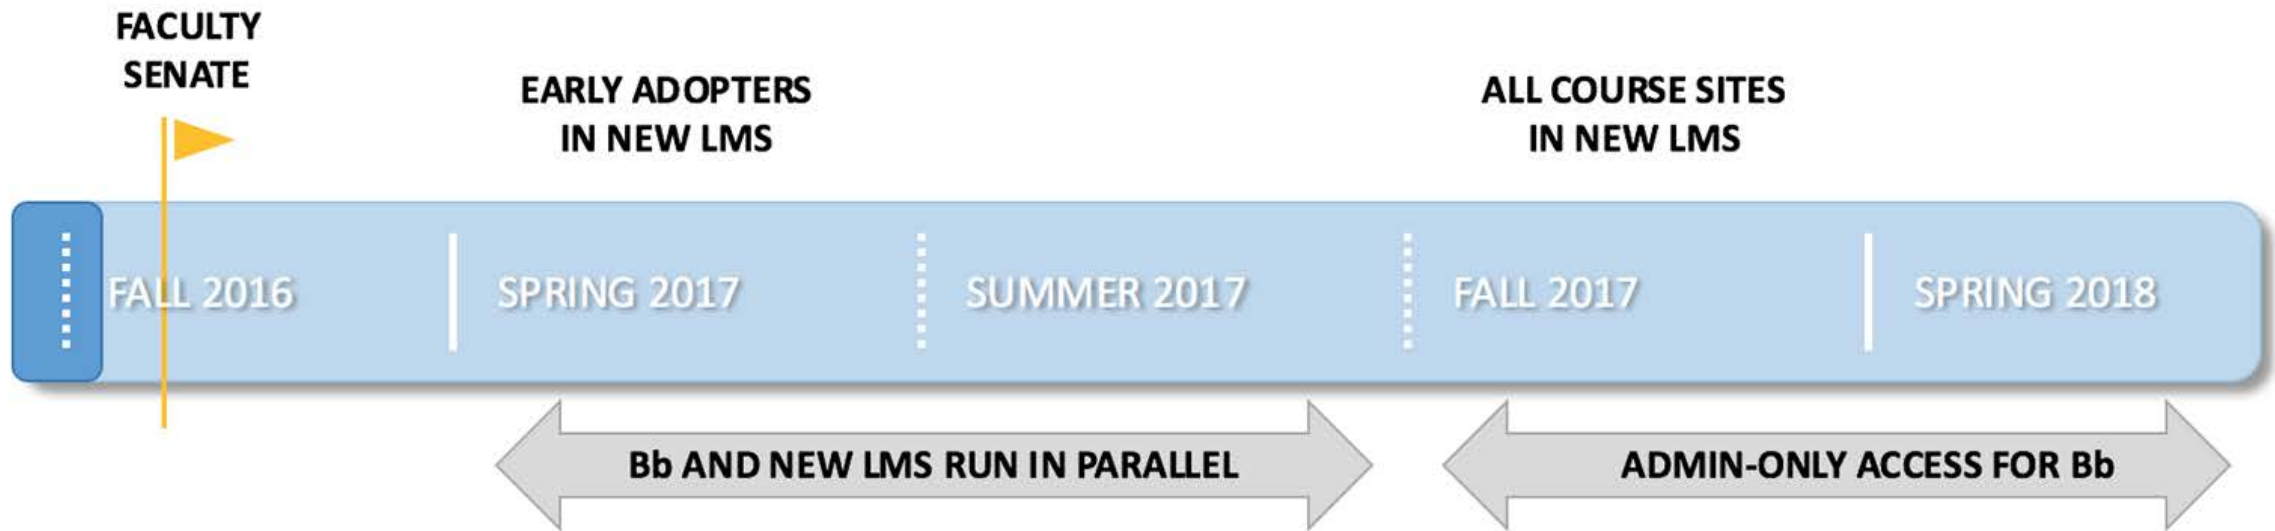 FACULTY
SENATE
EARLY ADOPTERS
IN NEW LMS
ALL COURSE SITES
IN NEW LMS
FALL 2016
SPRING 2017
SUMMER 2017
FALL 2017
SPRING 2018
Bb AND NEW LMS RUN IN PARALLEL
ADMIN-ONLY ACCESS FOR Bb